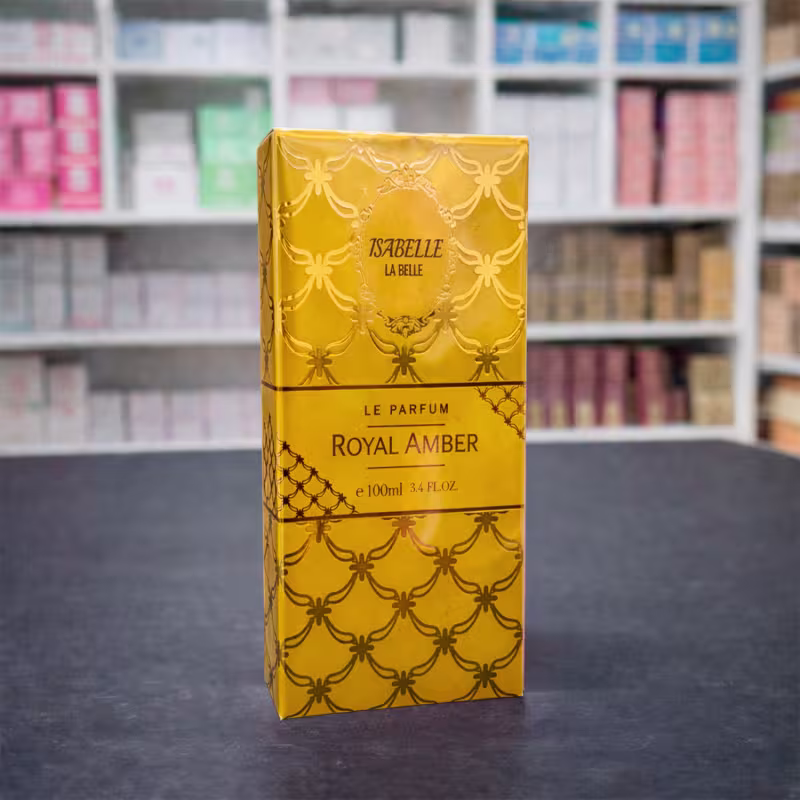 ISABELLE
LA BELLE
LE PARFUM
ROYAL AMBER
e 100ml 3.4 FL.OZ.